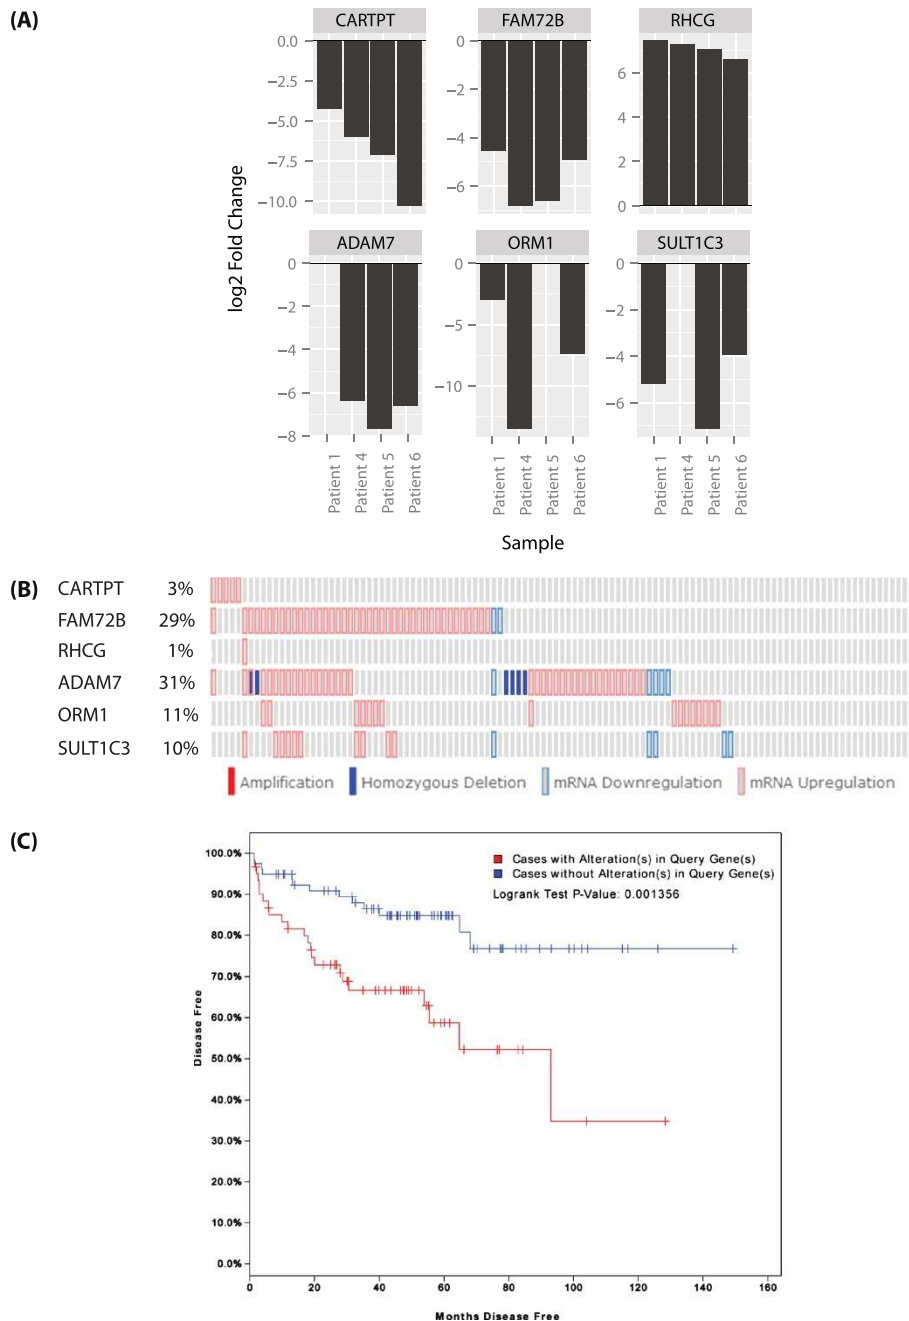 (A)
CARTPT FAM72B RHCG
0.0
−2.5
−5.0
−7.5
−10.0
0
−2
−4
−6
6
4
2
0
log2 Fold Change
ADAM7 ORM1 SULT1C3
0
−2
−4
−6
−8
0
−5
−10
0
−2
−4
−6
Patient 1 Patient 4 Patient 5 Patient 6 Patient 1 Patient 4 Patient 5 Patient 6 Patient 1 Patient 4 Patient 5 Patient 6
Sample
(B)
CARTPT 3%
FAM72B 29%
RHCG 1%
ADAM7 31%
ORM1 11%
SULT1C3 10%
Amplification Homozygous Deletion mRNA Downregulation mRNA Upregulation
(C)
Cases with Alteration(s) in Query Gene(s)
Cases without Alteration(s) in Query Gene(s)
Logrank Test P-Value: 0.001356
100.0%
90.0%
80.0%
70.0%
60.0%
50.0%
40.0%
30.0%
20.0%
10.0%
0.0%
Disease Free
0 20 40 60 80 100 120 140 160
Months Disease Free